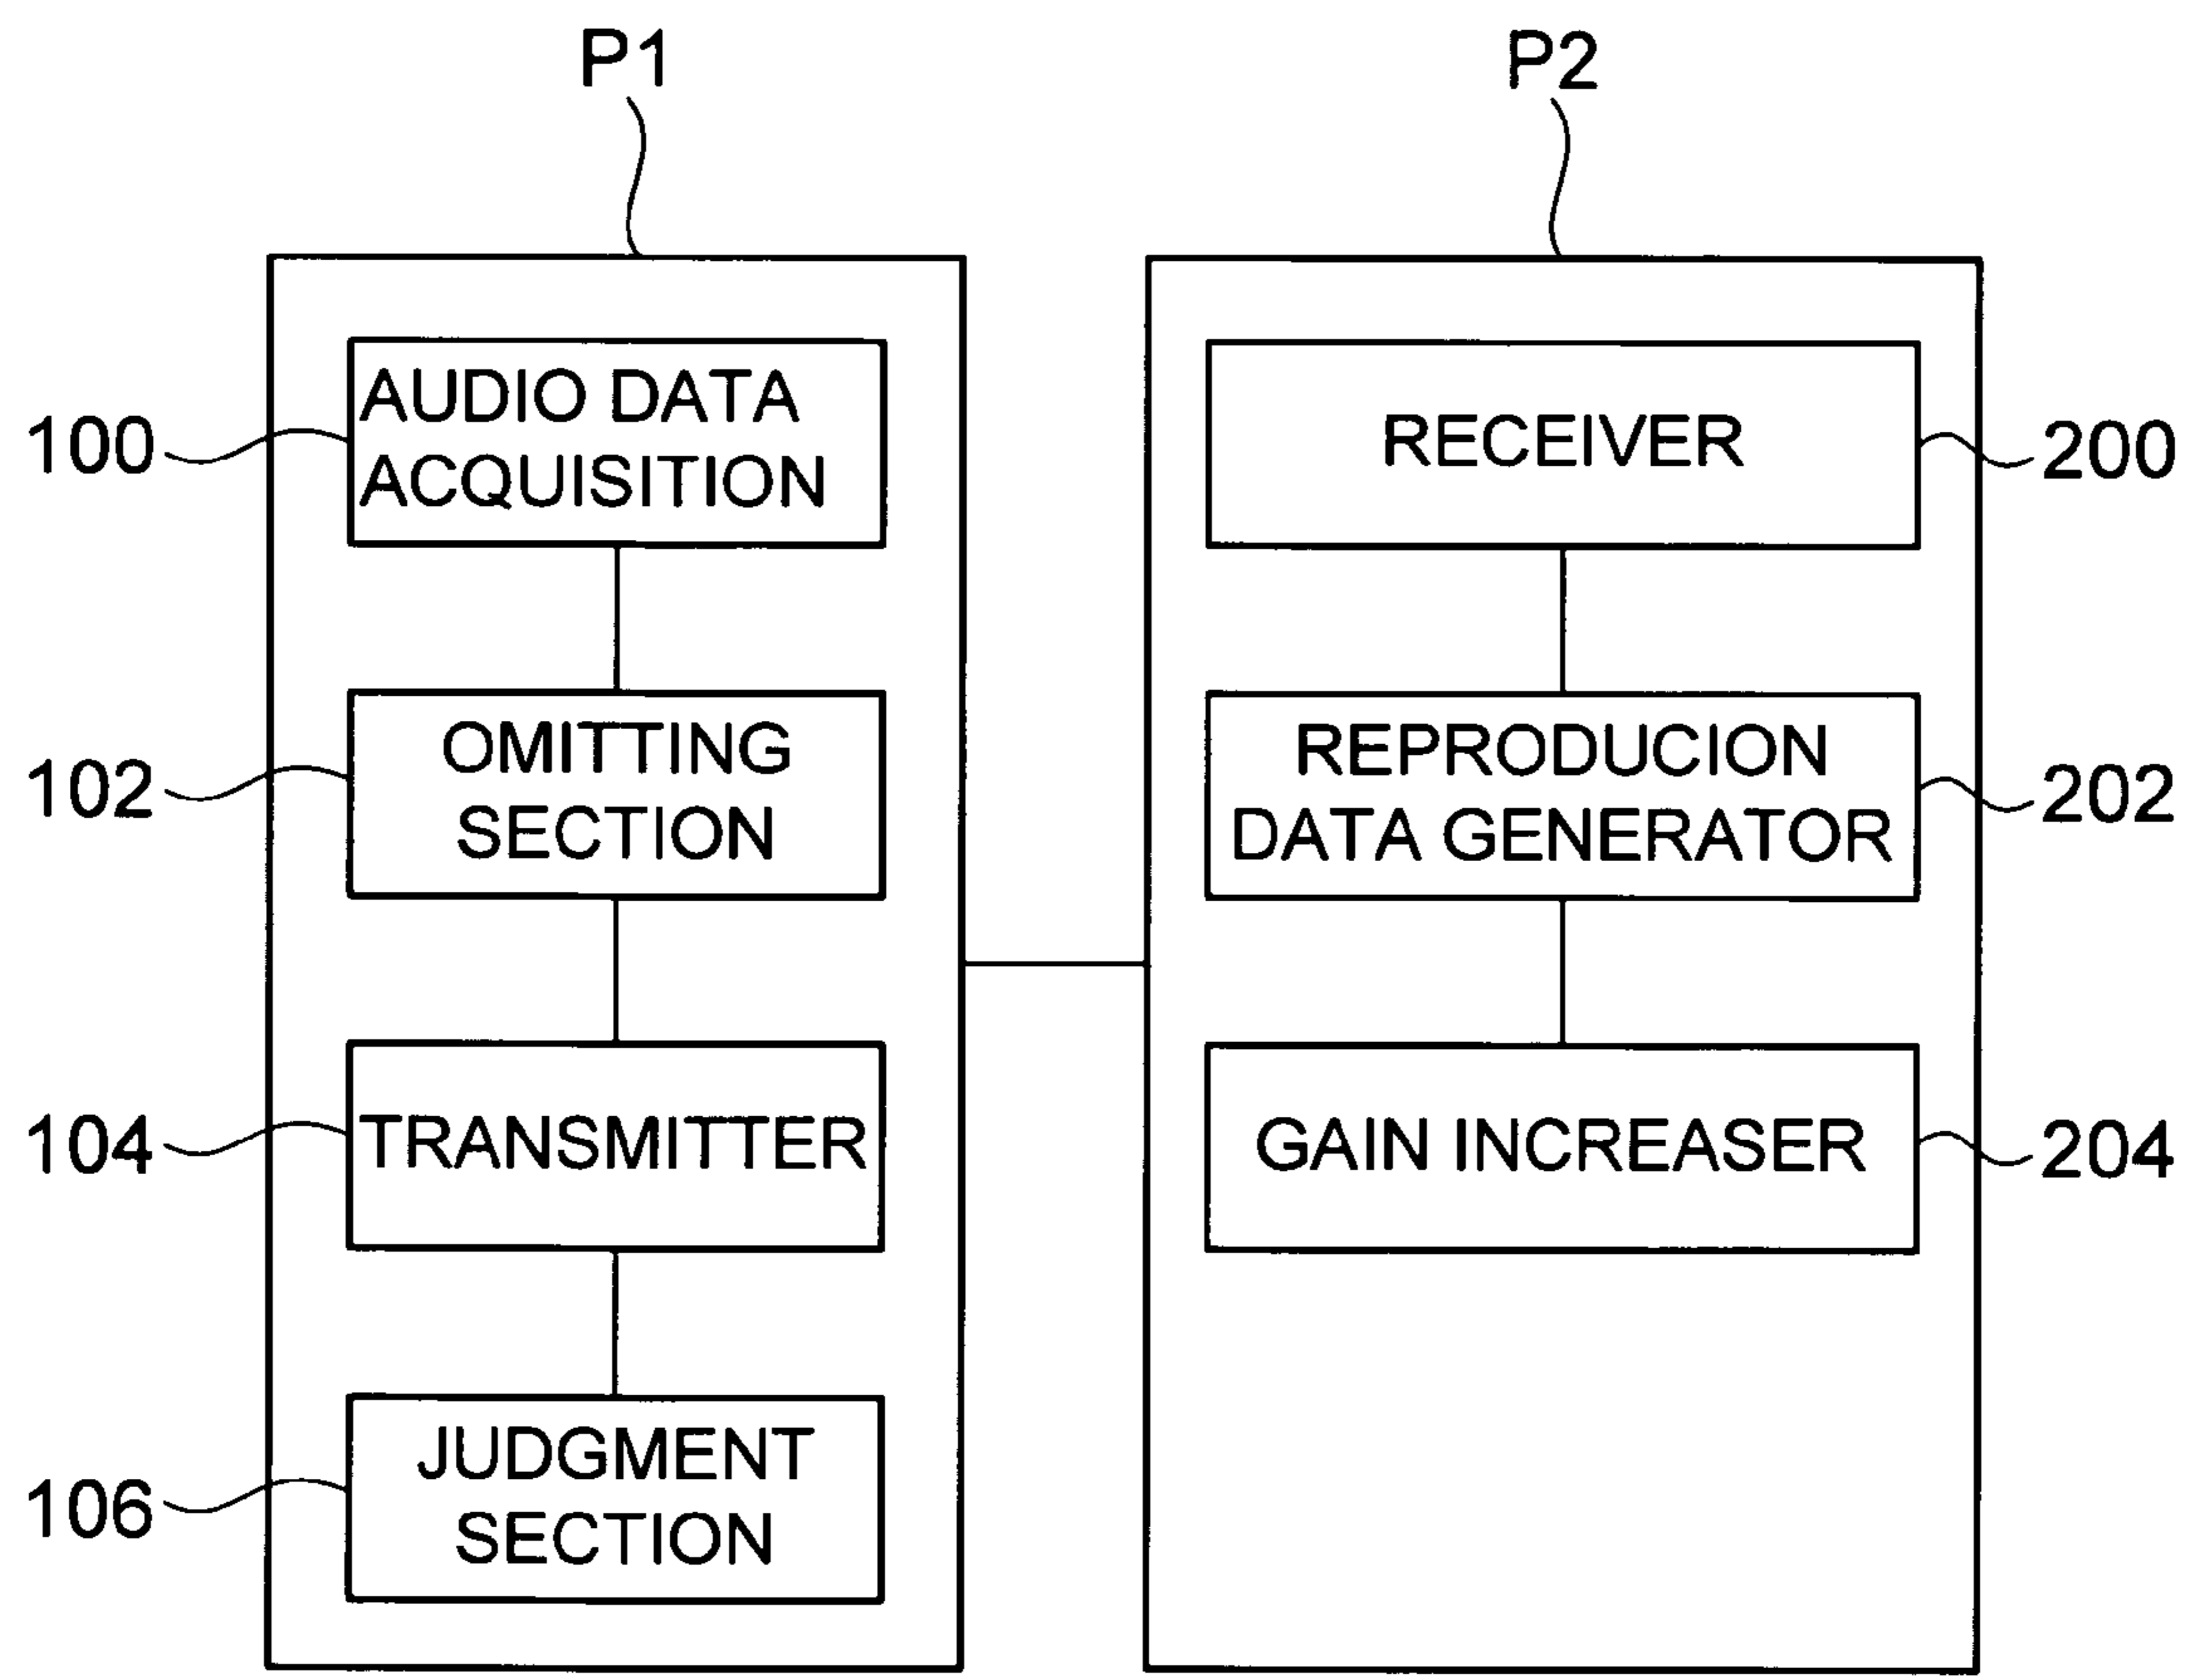 P1
P2
100
AUDIO DATA
ACQUISITION
102
OMITTING
SECTION
104
TRANSMITTER
106
JUDGMENT
SECTION
RECEIVER
200
REPRODUCION
DATA GENERATOR
202
GAIN INCREASER
204